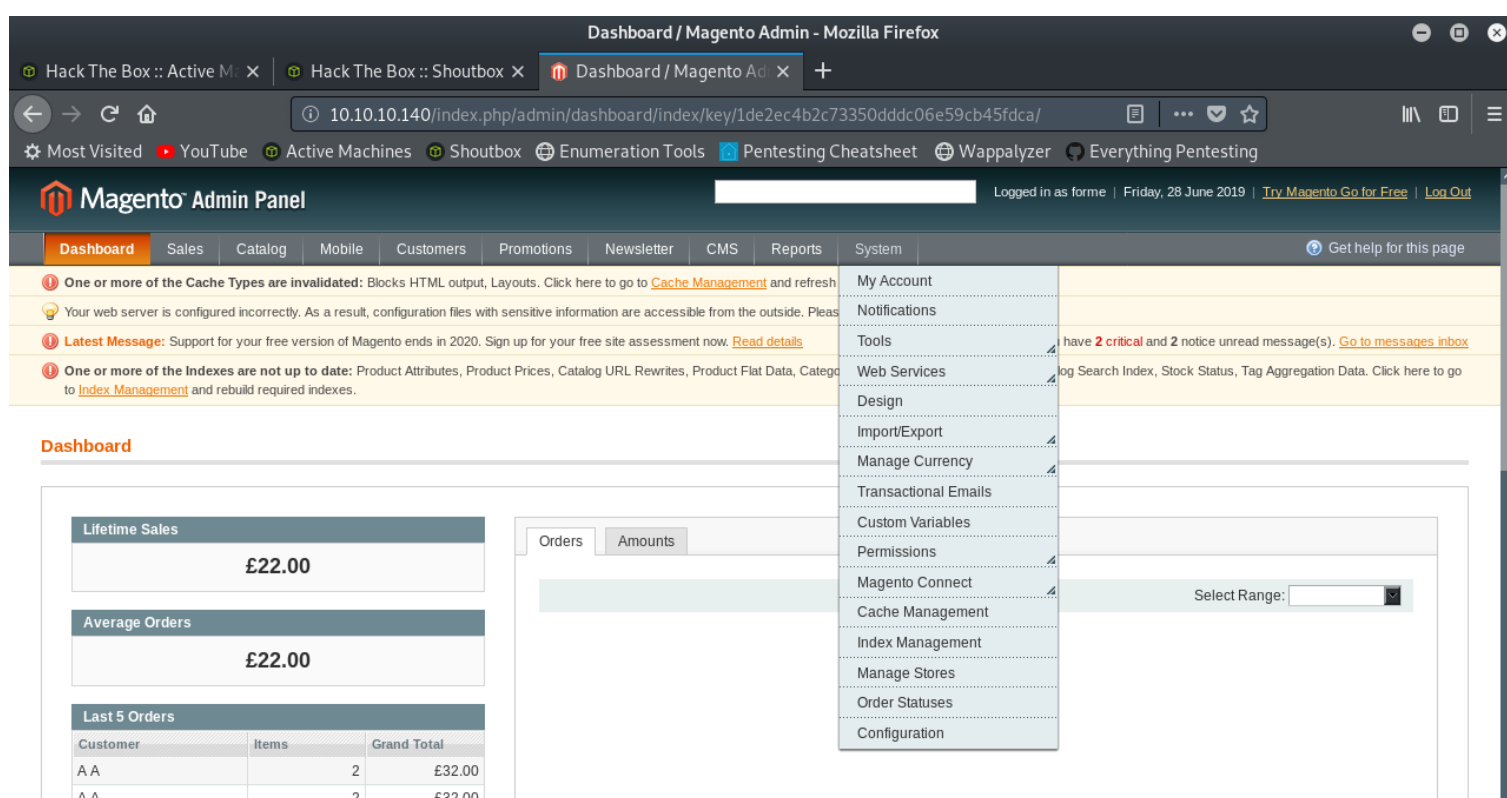 Dashboard / Magento Admin - Mozilla Firefox
Hack The Box :: Active Ma
Hack The Box :: Shoutbox
Dashboard / Magento Ad
10.10.10.140/index.php/admin/dashboard/index/key/1de2ec4b2c73350dddc06e59cb45fdca/
Most Visited YouTube Active Machines Shoutbox Enumeration Tools Pentesting Cheatsheet Wappalyzer Everything Pentesting
Magento Admin Panel
Logged in as forme | Friday, 28 June 2019 | Try Magento Go for Free | Log Out
Dashboard Sales Catalog Mobile Customers Promotions Newsletter CMS Reports System Get help for this page
One or more of the Cache Types are invalidated: Blocks HTML output, Layouts. Click here to go to Cache Management and refresh
Your web server is configured incorrectly. As a result, configuration files with sensitive information are accessible from the outside. Pleas
Latest Message: Support for your free version of Magento ends in 2020. Sign up for your free site assessment now. Read details
have 2 critical and 2 notice unread message(s). Go to messages inbox
One or more of the Indexes are not up to date: Product Attributes, Product Prices, Catalog URL Rewrites, Product Flat Data, Catego
log Search Index, Stock Status, Tag Aggregation Data. Click here to go
to Index Management and rebuild required indexes.
My Account
Notifications
Tools
Web Services
Design
Import/Export
Manage Currency
Transactional Emails
Custom Variables
Permissions
Magento Connect
Cache Management
Index Management
Manage Stores
Order Statuses
Configuration
Dashboard
Lifetime Sales
£22.00
Average Orders
£22.00
Last 5 Orders
Customer Items Grand Total
A A 2 £32.00
A A 2 £32.00
Orders Amounts
Select Range: